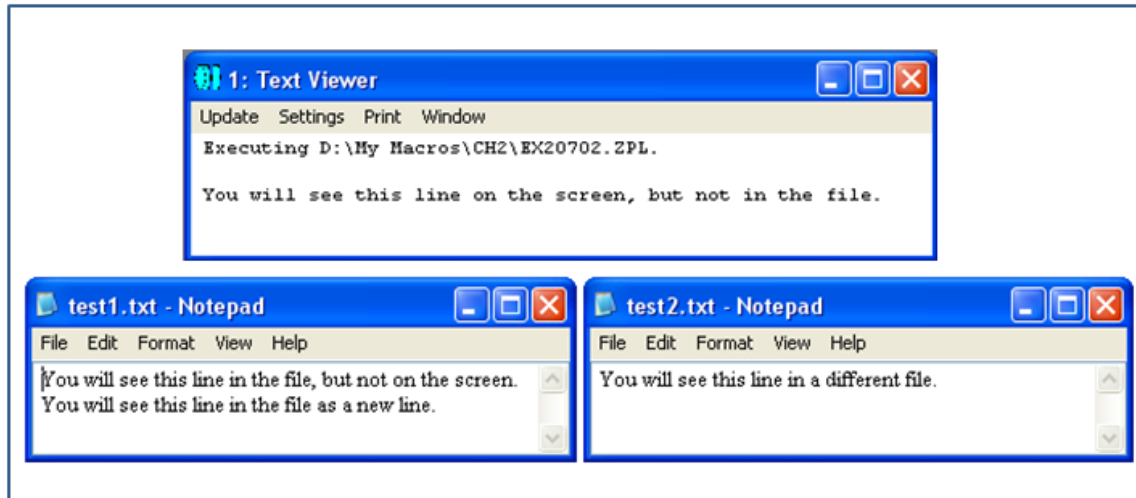 1: Text Viewer
Update Settings Print Window
Executing D:\My Macros\CH2\EX20702.ZPL.
You will see this line on the screen, but not in the file.
test1.txt - Notepad
File Edit Format View Help
You will see this line in the file, but not on the screen.
You will see this line in the file as a new line.
test2.txt - Notepad
File Edit Format View Help
You will see this line in a different file.